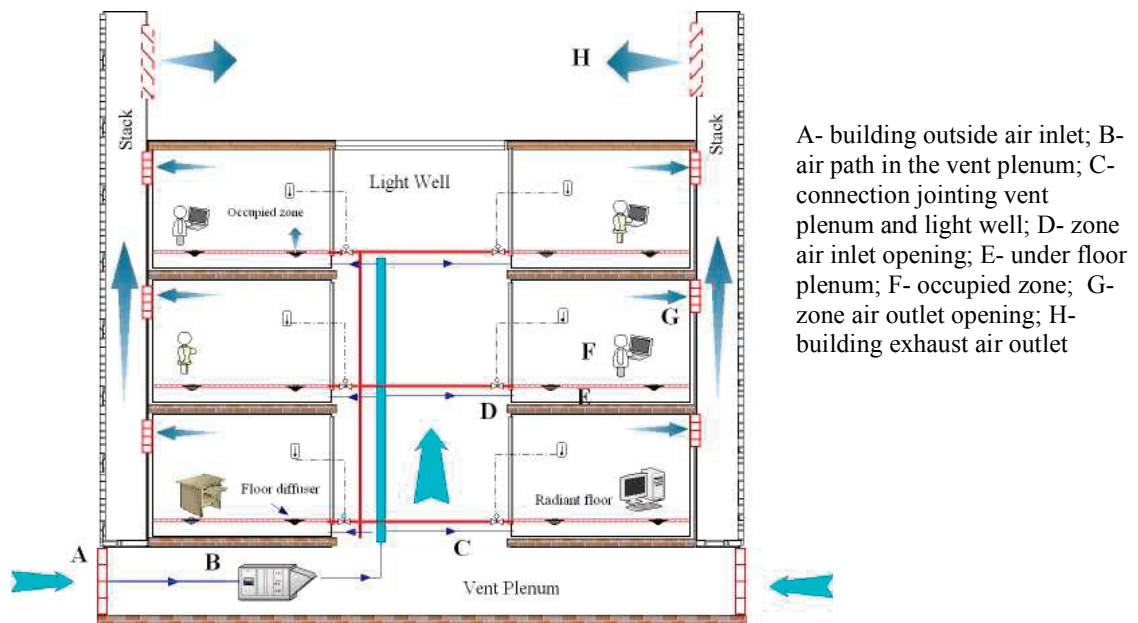 H
Stack
Stack
Light Well
Occupied zone
G
F
E
D
Floor diffuser
Radiant floor
C
A
B
Vent Plenum
A- building outside air inlet; B-
air path in the vent plenum; C-
connection jointing vent
plenum and light well; D- zone
air inlet opening; E- under floor
plenum; F- occupied zone; G-
zone air outlet opening; H-
building exhaust air outlet